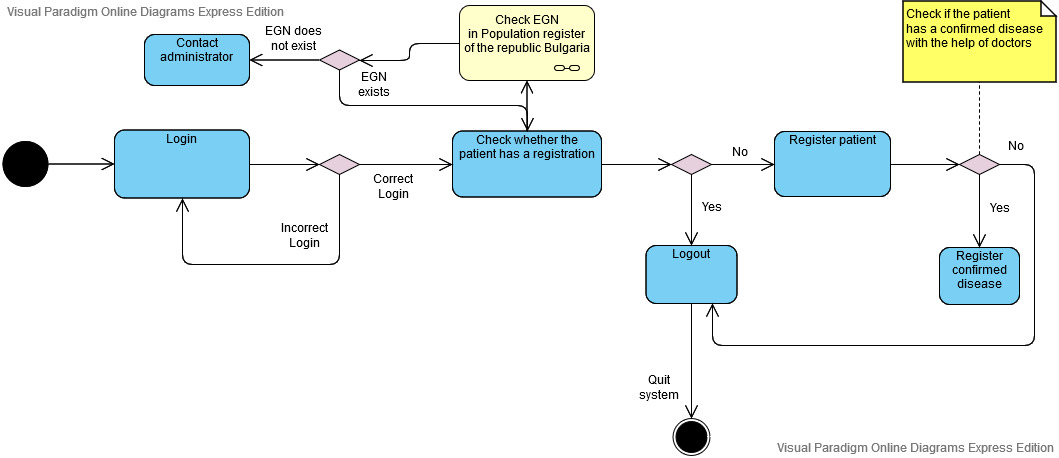 Visual Paradigm Online Diagrams Express Edition
EGN does
not exist
Contact
administrator
Check EGN
in Population register
of the republic Bulgaria
Check if the patient
has a confirmed disease
with the help of doctors
EGN
exists
Login
Check whether the
patient has a registration
Register patient
No
No
Correct
Login
Incorrect
Login
Yes
Yes
Logout
Register
confirmed
disease
Quit
system
Visual Paradigm Online Diagrams Express Edition